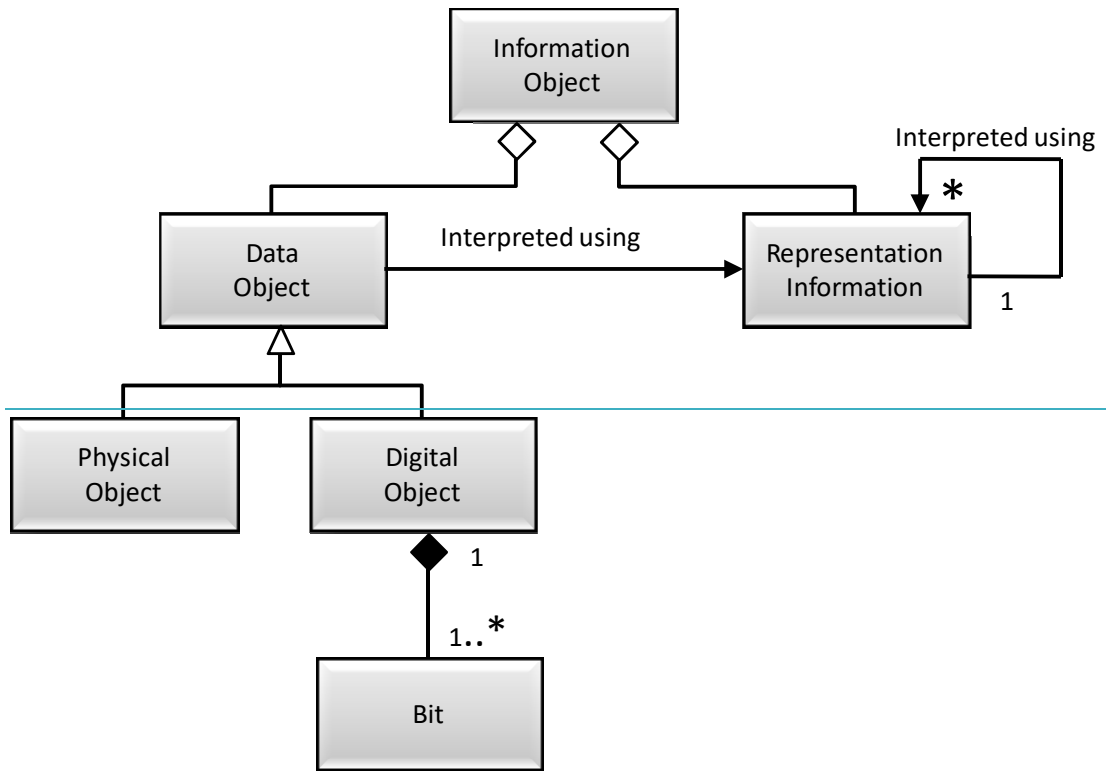 Information
Object
Interpreted using
*
Data
Object
Interpreted using
Representation
Information
1
Physical
Object
Digital
Object
1
1..*
Bit